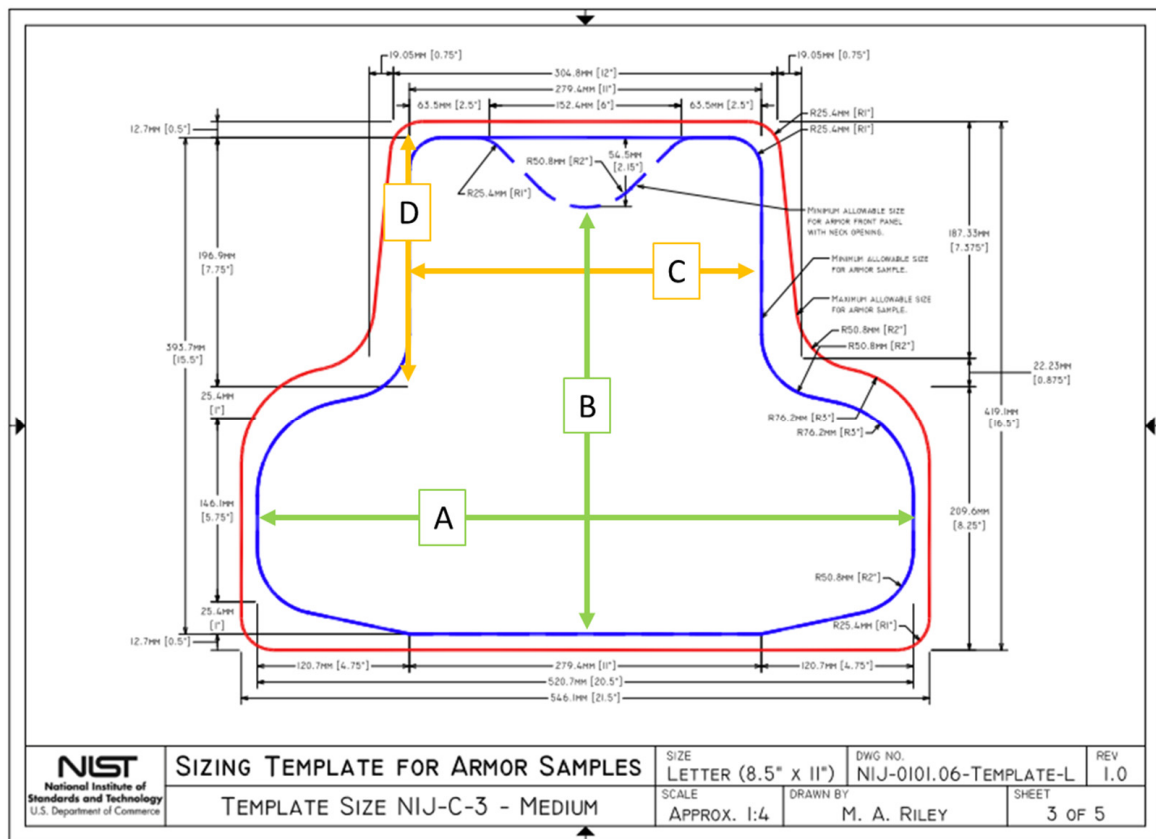 19.05MM [0.75"]
19.05MM [0.75"]
304.8MM [12"]
279.4MM [11"]
63.5MM [2.5"]
152.4MM [6"]
63.5MM [2.5"]
12.7MM [0.5"]
R25.4MM [R1"]
R25.4MM [R1"]
54.5MM
[2.15"]
R50.8MM [R2"]
R25.4MM [R1"]
D
MINIMUM ALLOWABLE SIZE
FOR ARMOR FRONT PANEL
WITH NECK OPENING.
187.33MM
[7.375"]
196.9MM
[7.75"]
C
MINIMUM ALLOWABLE SIZE
FOR ARMOR SAMPLE.
MAXIMUM ALLOWABLE SIZE
FOR ARMOR SAMPLE.
R50.8MM [R2"]
R50.8MM [R2"]
393.7MM
[15.5"]
22.23MM
[0.875"]
25.4MM
[1"]
B
419.1MM
[16.5"]
R76.2MM [R3"]
R76.2MM [R3"]
146.1MM
[5.75"]
A
209.6MM
[8.25"]
R50.8MM [R2"]
25.4MM
[1"]
R25.4MM [R1"]
12.7MM [0.5"]
120.7MM [4.75"]
279.4MM [11"]
120.7MM [4.75"]
520.7MM [20.5"]
546.1MM [21.5"]
NIST
National Institute of
Standards and Technology
U.S. Department of Commerce
SIZING TEMPLATE FOR ARMOR SAMPLES
TEMPLATE SIZE NIJ-C-3 - MEDIUM
SIZE
LETTER (8.5" X 11")
DWG NO.
NIJ-0101.06-TEMPLATE-L
REV
1.0
SCALE
APPROX. 1:4
DRAWN BY
M. A. RILEY
SHEET
3 OF 5